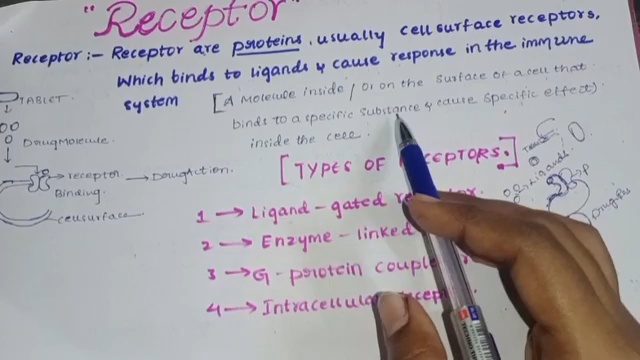 "Receptor"
Receptor :- Receptor are proteins, usually cell surface receptors,
Which binds to ligands & cause response in the immune
system [A Molecule inside / or on the surface of a cell that
binds to a specific substance & cause specific effect)
inside the cell.
TABLET
Drug Molecule
receptor → Drug Action.
Binding.
cell surface
[TYPES OF RECEPTORS.]
1 → Ligand-gated
2 → Enzyme-linked
3 → G-protein
4 → Intracellular
Ligand